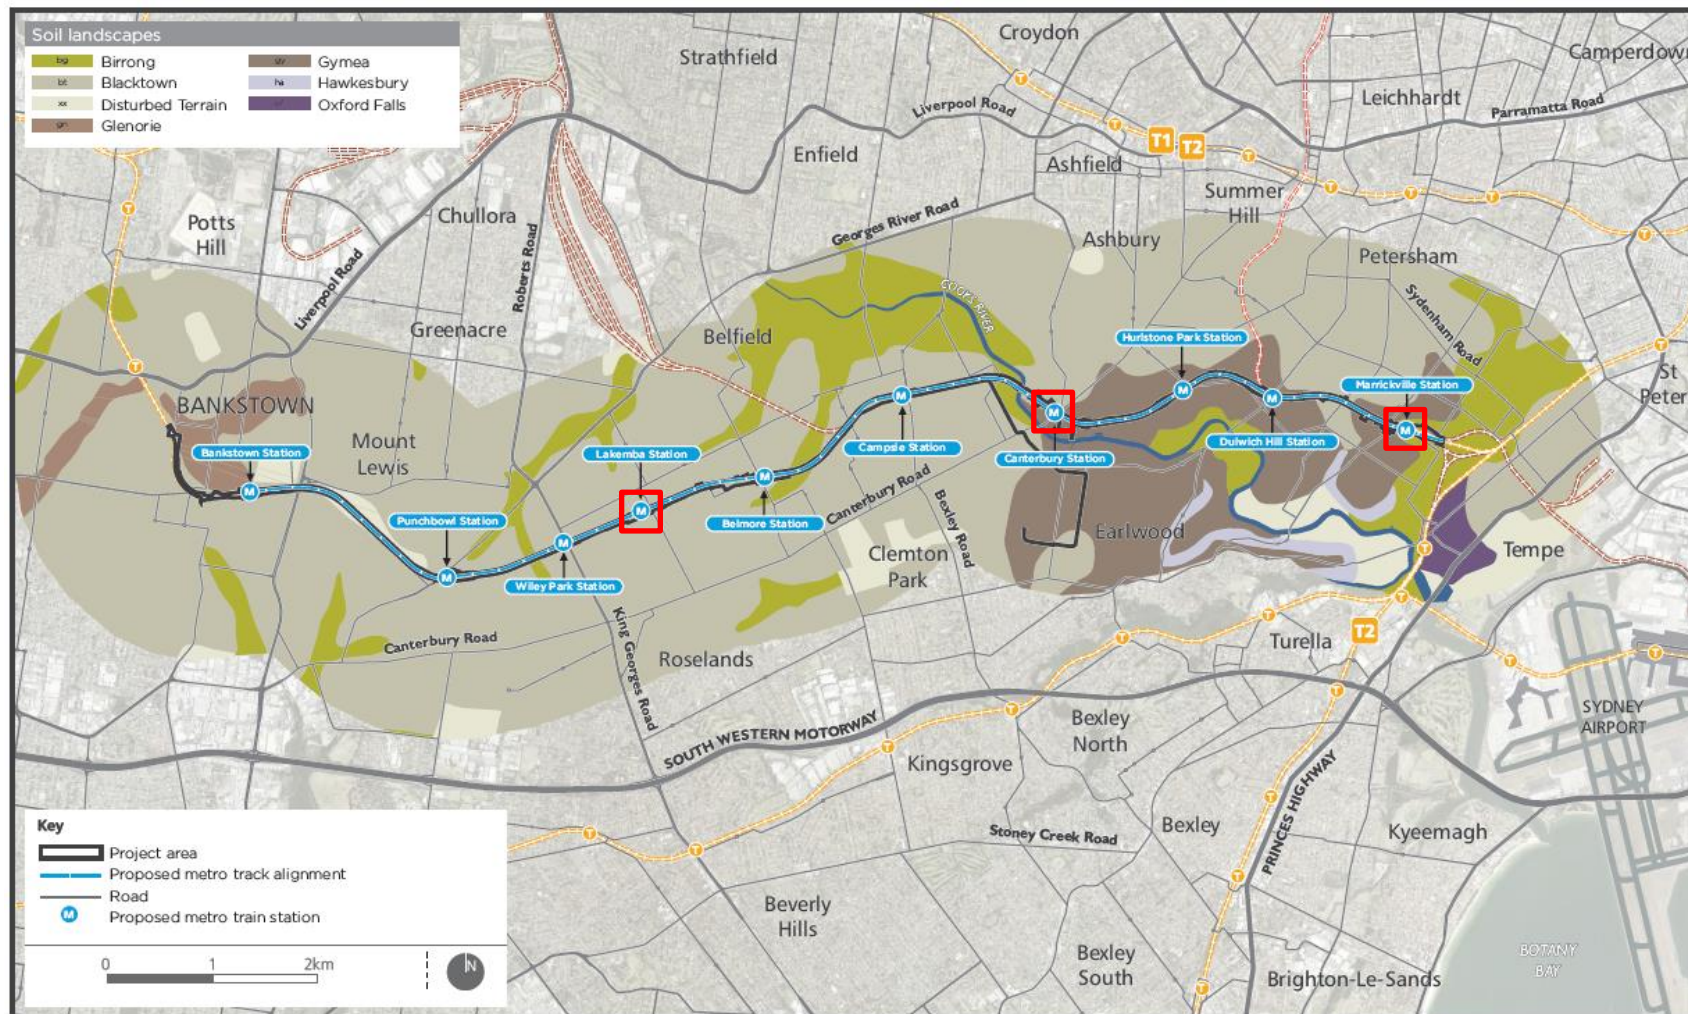 Soil landscapes
bg Birrong
bt Blacktown
xx Disturbed Terrain
gn Glenorie
gy Gymea
ha Hawkesbury
Oxford Falls
Croydon
Camperdown
Strathfield
Leichhardt
Parramatta Road
Liverpool Road
T1
T2
Enfield
Ashfield
Summer
Hill
Potts
Hill
Chullora
Georges River Road
Ashbury
Petersham
Roberts Road
Liverpool Road
COOKS RIVER
Sydenham Road
Greenacre
Belfield
Hurlstone Park Station
St
Peter
Marrickville Station
BANKSTOWN
Mount
Lewis
Bankstown Station
Lakemba Station
Campsie Station
Canterbury Station
Dulwich Hill Station
Punchbowl Station
Belmore Station
Canterbury Road
Bexley Road
Earlwood
Tempe
Clemton
Park
Wiley Park Station
King Georges Road
Canterbury Road
Roselands
T2
Turella
SYDNEY
AIRPORT
SOUTH WESTERN MOTORWAY
Bexley
North
Kingsgrove
PRINCES HIGHWAY
Stoney Creek Road
Bexley
Kyeemagh
Beverly
Hills
Bexley
South
Brighton-Le-Sands
BOTANY
BAY
Key
Project area
Proposed metro track alignment
Road
M Proposed metro train station
0 1 2km
N